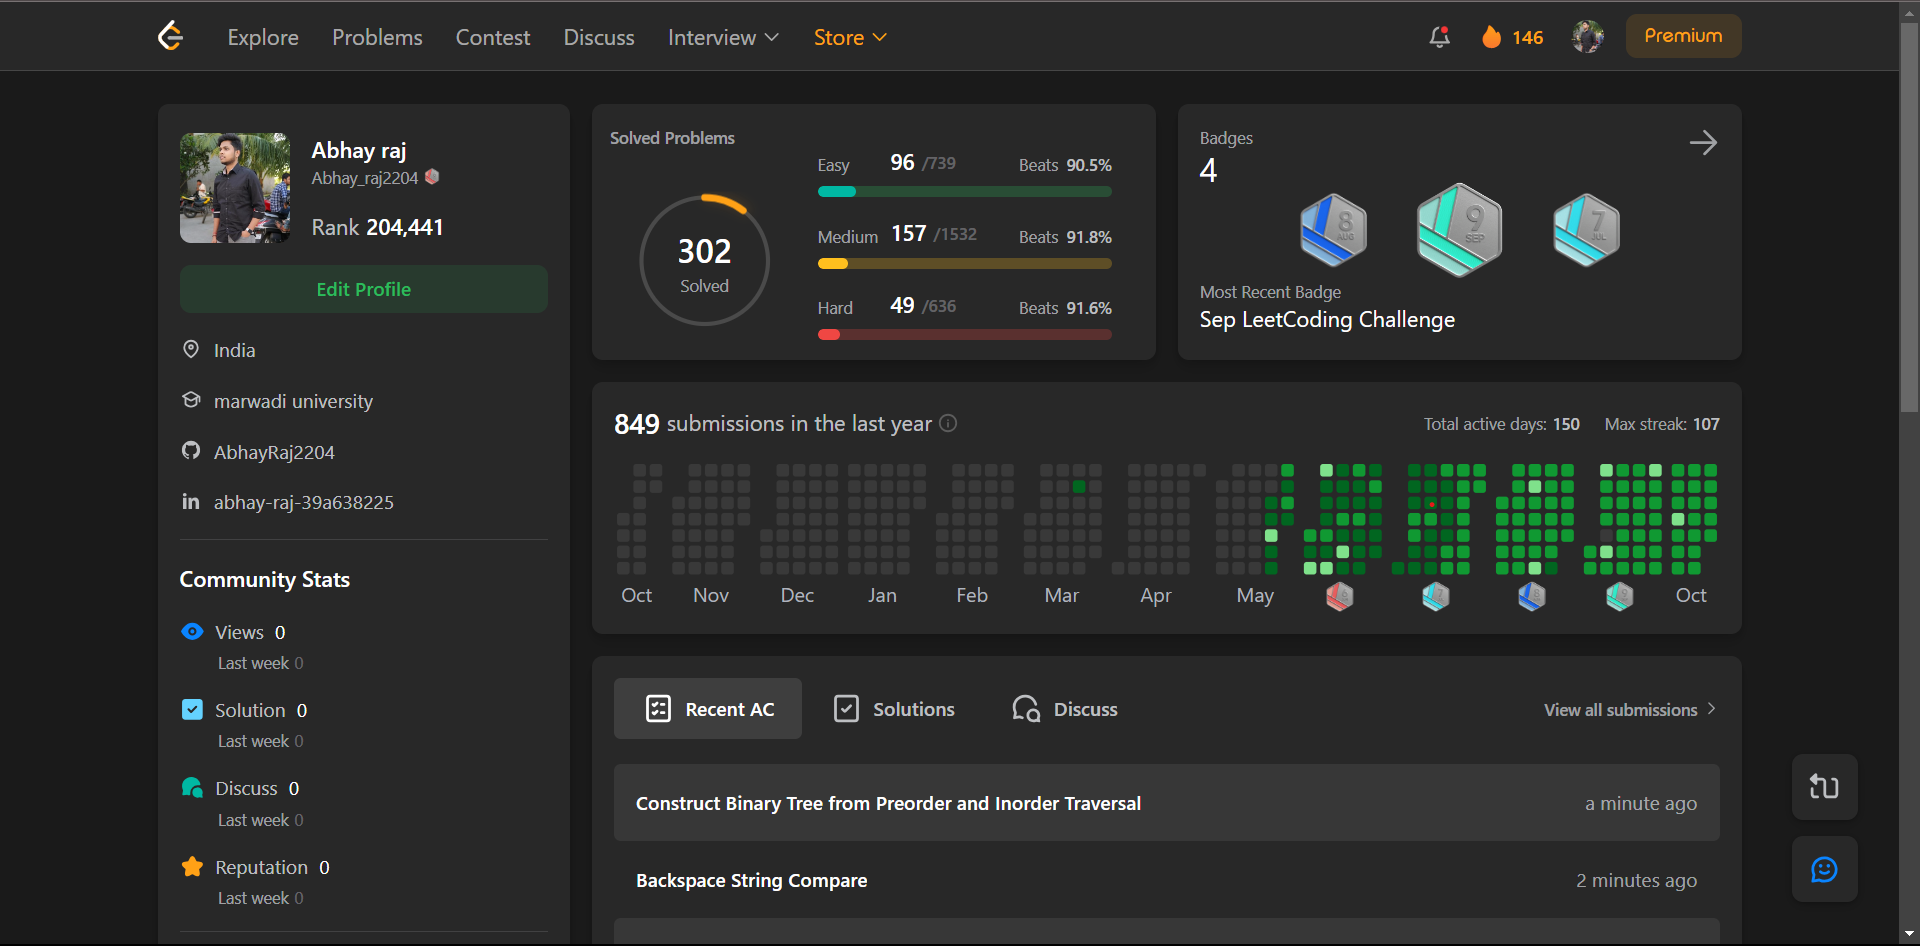 Explore Problems Contest Discuss Interview Store 146 Premium
Abhay raj
Abhay_raj2204
Rank 204,441
Edit Profile
India
marwadi university
AbhayRaj2204
abhay-raj-39a638225
Community Stats
Views 0
Last week 0
Solution 0
Last week 0
Discuss 0
Last week 0
Reputation 0
Last week 0
Solved Problems
302
Solved
Easy 96 /739 Beats 90.5%
Medium 157 /1532 Beats 91.8%
Hard 49 /636 Beats 91.6%
Badges
4
8 AUG
9 SEP
7 JUL
Most Recent Badge
Sep LeetCoding Challenge
849 submissions in the last year Total active days: 150 Max streak: 107
Oct Nov Dec Jan Feb Mar Apr May Oct
Recent AC Solutions Discuss View all submissions
Construct Binary Tree from Preorder and Inorder Traversal a minute ago
Backspace String Compare 2 minutes ago